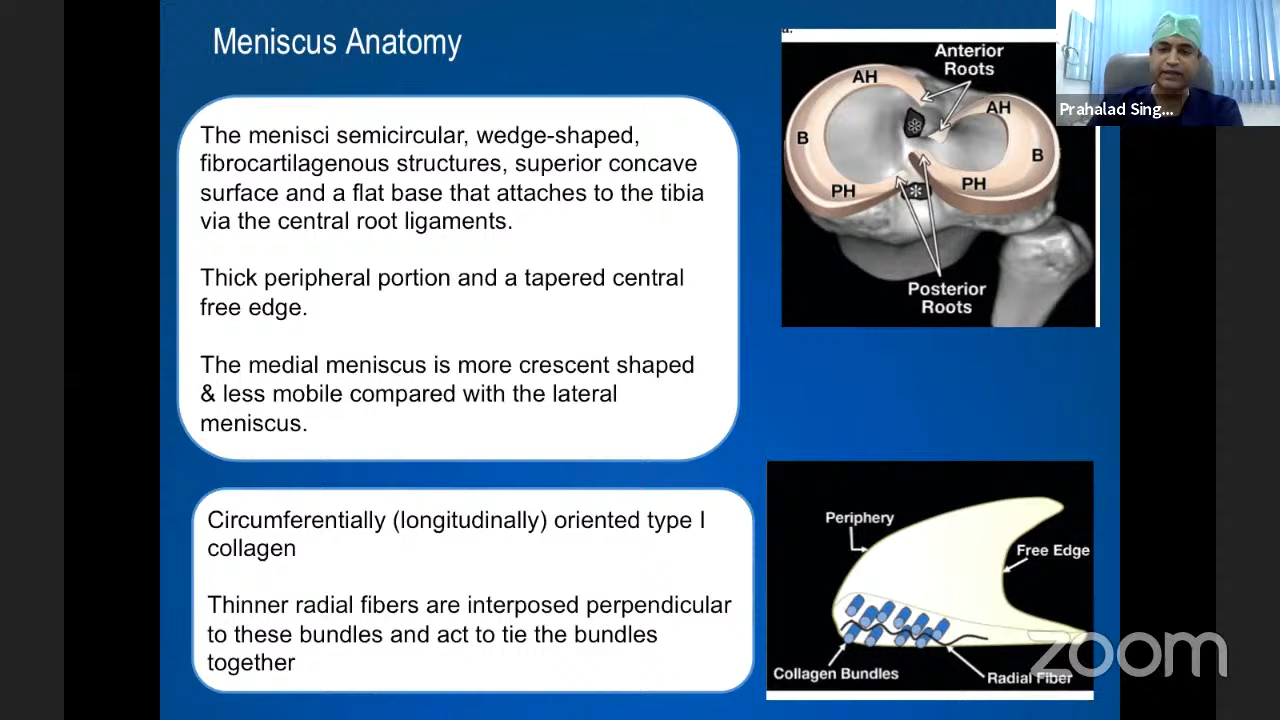 Meniscus Anatomy
The menisci semicircular, wedge-shaped,
fibrocartilagenous structures, superior concave
surface and a flat base that attaches to the tibia
via the central root ligaments.
Thick peripheral portion and a tapered central
free edge.
The medial meniscus is more crescent shaped
& less mobile compared with the lateral
meniscus.
Circumferentially (longitudinally) oriented type I
collagen
Thinner radial fibers are interposed perpendicular
to these bundles and act to tie the bundles
together
a.
Anterior
Roots
AH
AH
B
B
PH
PH
Posterior
Roots
Prahalad Sing...
Periphery
Free Edge
Collagen Bundles
Radial Fiber
zoom